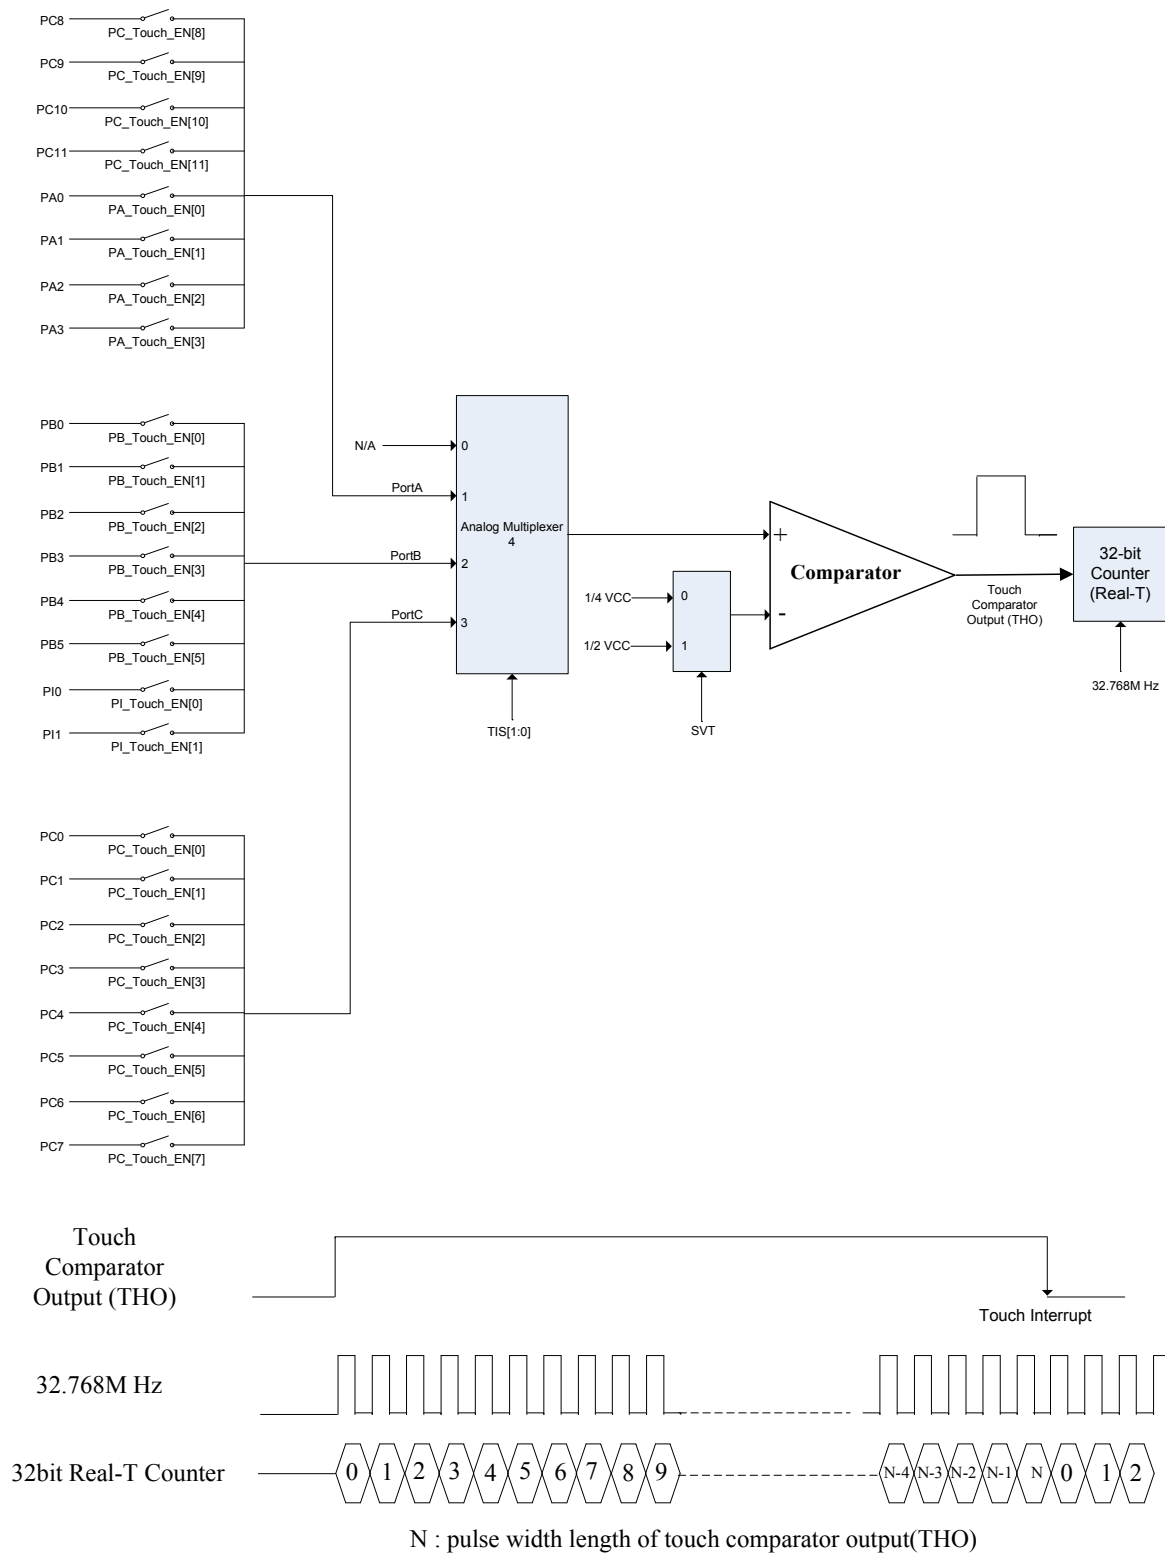 PC8
PC_Touch_EN[8]
PC9
PC_Touch_EN[9]
PC10
PC_Touch_EN[10]
PC11
PC_Touch_EN[11]
PA0
PA_Touch_EN[0]
PA1
PA_Touch_EN[1]
PA2
PA_Touch_EN[2]
PA3
PA_Touch_EN[3]
PB0
PB_Touch_EN[0]
PB1
PB_Touch_EN[1]
PB2
PB_Touch_EN[2]
PB3
PB_Touch_EN[3]
PB4
PB_Touch_EN[4]
PB5
PB_Touch_EN[5]
PI0
PI_Touch_EN[0]
PI1
PI_Touch_EN[1]
PC0
PC_Touch_EN[0]
PC1
PC_Touch_EN[1]
PC2
PC_Touch_EN[2]
PC3
PC_Touch_EN[3]
PC4
PC_Touch_EN[4]
PC5
PC_Touch_EN[5]
PC6
PC_Touch_EN[6]
PC7
PC_Touch_EN[7]
N/A
0
PortA
1
Analog Multiplexer
4
PortB
2
PortC
3
TIS[1:0]
1/4 VCC
0
1/2 VCC
1
SVT
+
Comparator
-
Touch
Comparator
Output (THO)
32-bit
Counter
(Real-T)
32.768M Hz
Touch
Comparator
Output (THO)
Touch Interrupt
32.768M Hz
32bit Real-T Counter
0 1 2 3 4 5 6 7 8 9 N-4 N-3 N-2 N-1 N 0 1 2
N : pulse width length of touch comparator output(THO)